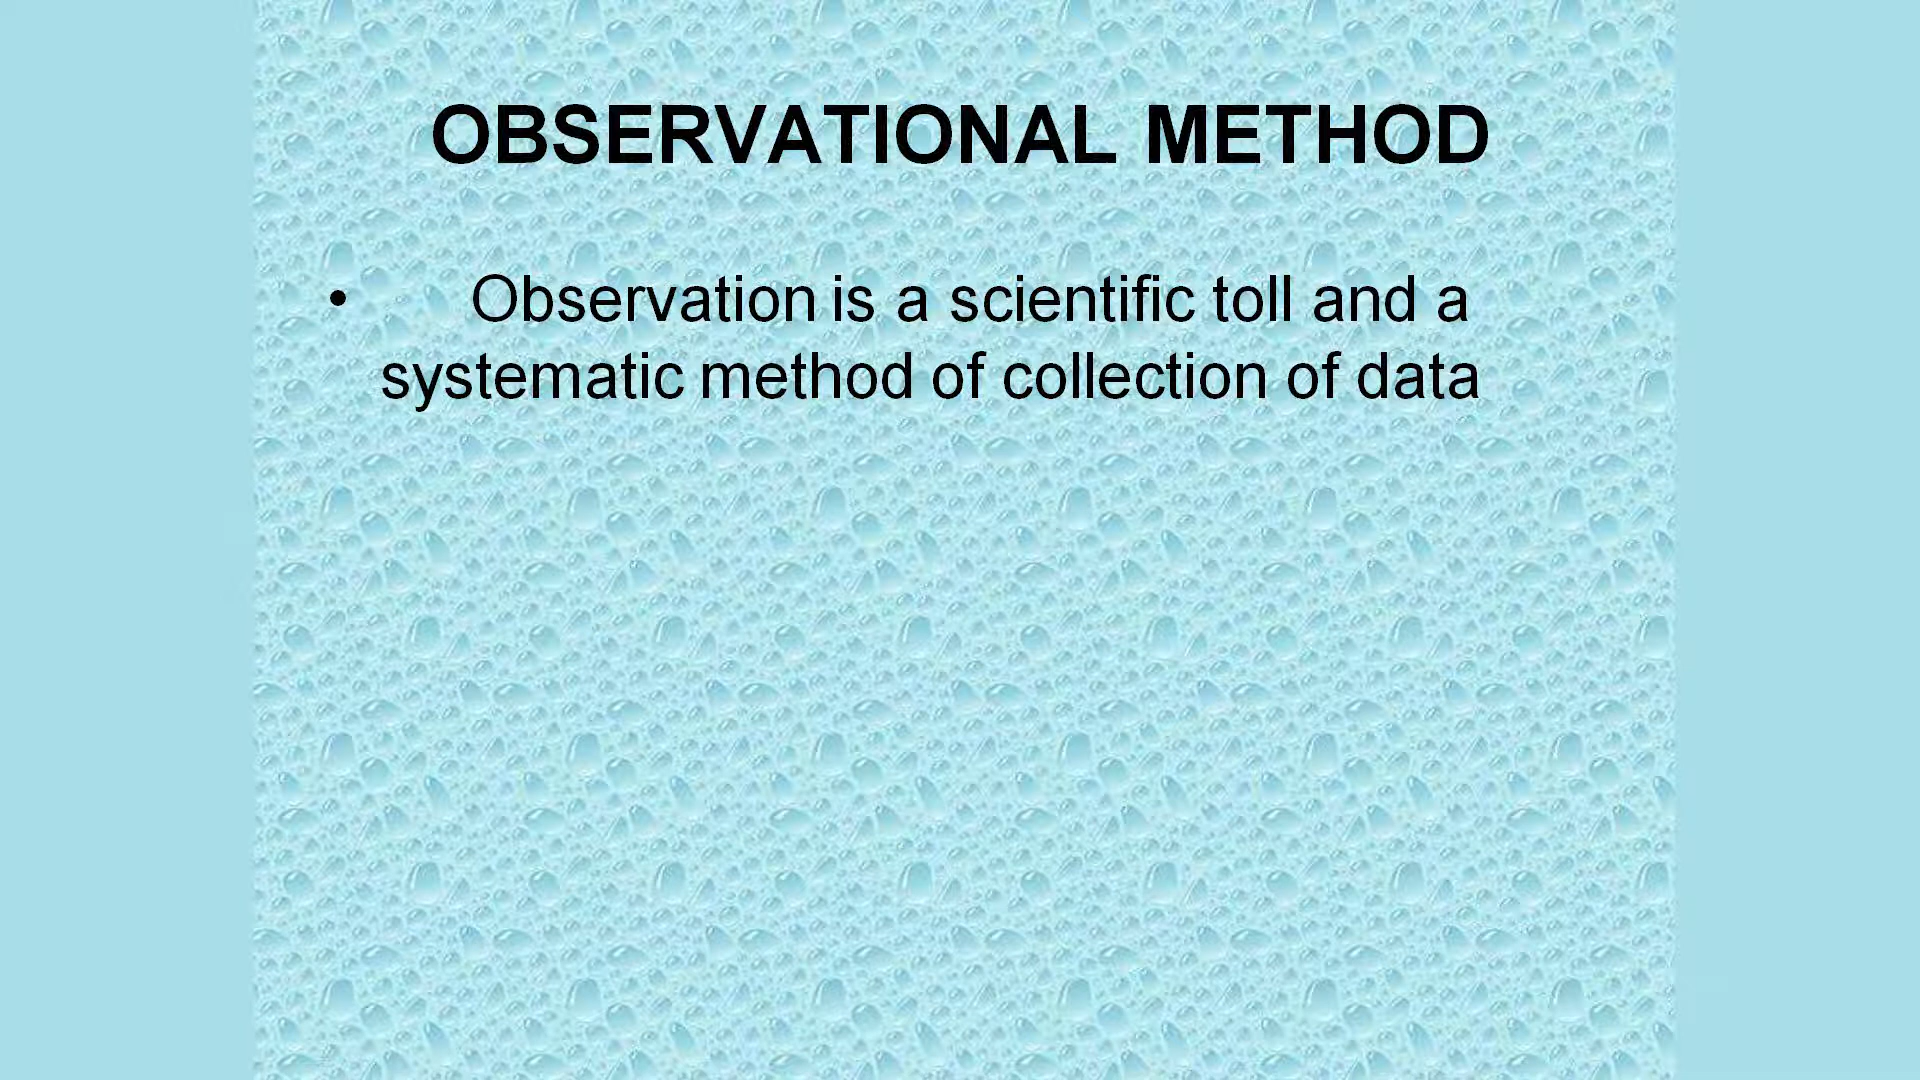 OBSERVATIONAL METHOD
• Observation is a scientific toll and a
systematic method of collection of data